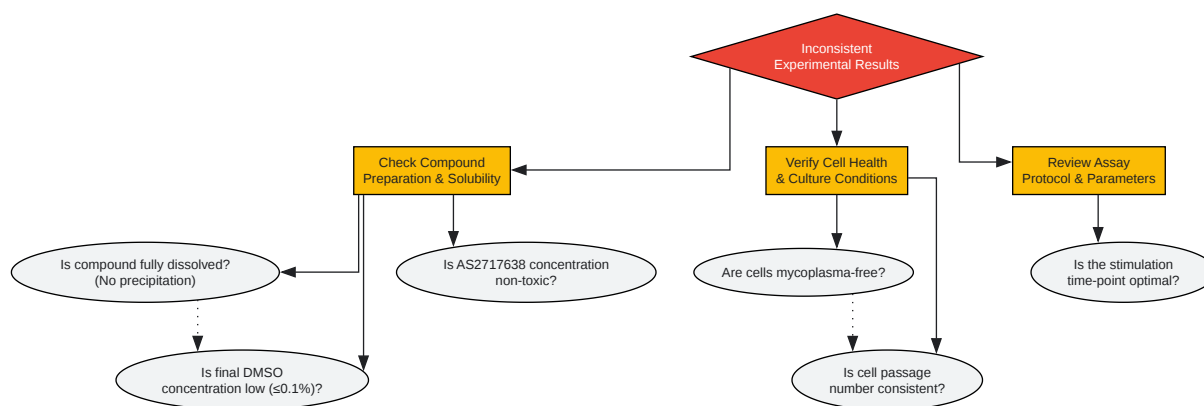 Inconsistent
Experimental Results
Check Compound
Preparation & Solubility
Verify Cell Health
& Culture Conditions
Review Assay
Protocol & Parameters
Is compound fully dissolved?
(No precipitation)
Is AS2717638 concentration
non-toxic?
Are cells mycoplasma-free?
Is the stimulation
time-point optimal?
Is final DMSO
concentration low (≤0.1%)?
Is cell passage
number consistent?